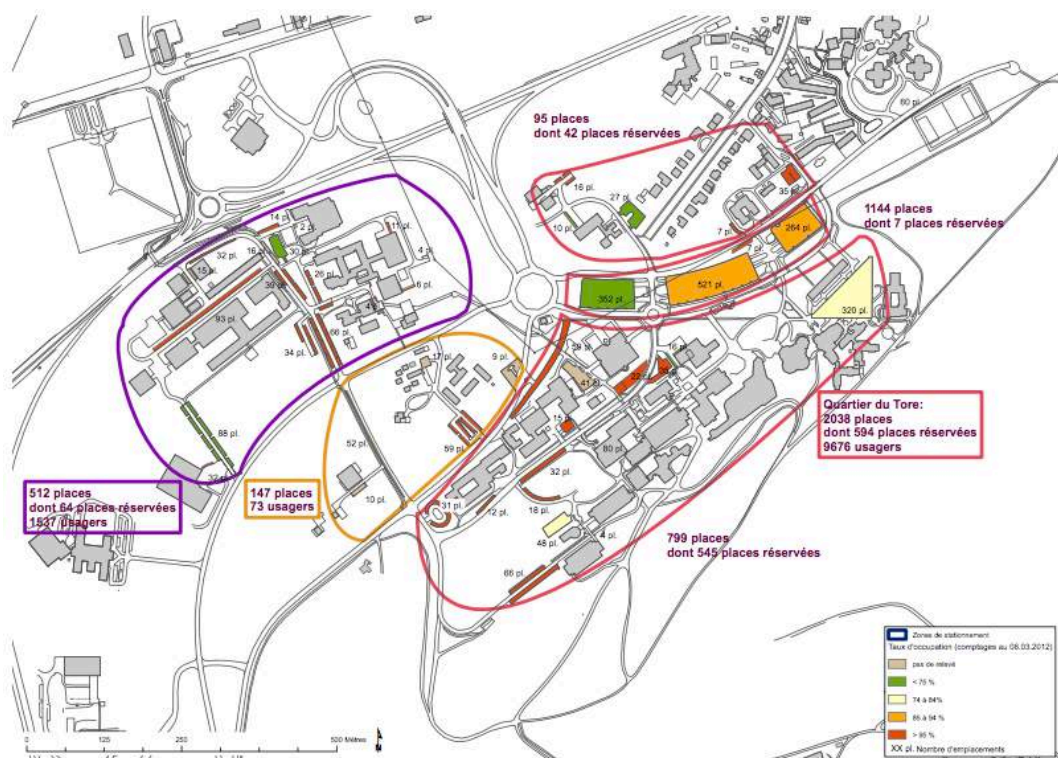 95 places
dont 42 places réservées
60 pl.
16 pl.
10 pl.
27 pl.
35 pl.
7 pl.
7 pl.
264 pl.
1144 places
dont 7 places réservées
14 pl.
2 pl.
32 pl.
30 pl.
15 pl.
11 pl.
4 pl.
6 pl.
26 pl.
93 pl.
66 pl.
34 pl.
352 pl.
521 pl.
320 pl.
17 pl.
9 pl.
41 pl.
16 pl.
15 pl.
88 pl.
52 pl.
59 pl.
80 pl.
32 pl.
10 pl.
31 pl.
12 pl.
18 pl.
48 pl.
4 pl.
66 pl.
Quartier du Tore:
2038 places
dont 594 places réservées
9676 usagers
512 places
dont 64 places réservées
1537 usagers
147 places
73 usagers
799 places
dont 545 places réservées
Zones de stationnement
Taux d'occupation (comptages au 08.03.2012)
pas de relevé
< 75 %
74 à 84%
85 à 94 %
> 95 %
XX pl. Nombre d'emplacements
0 125 250 500 Mètres